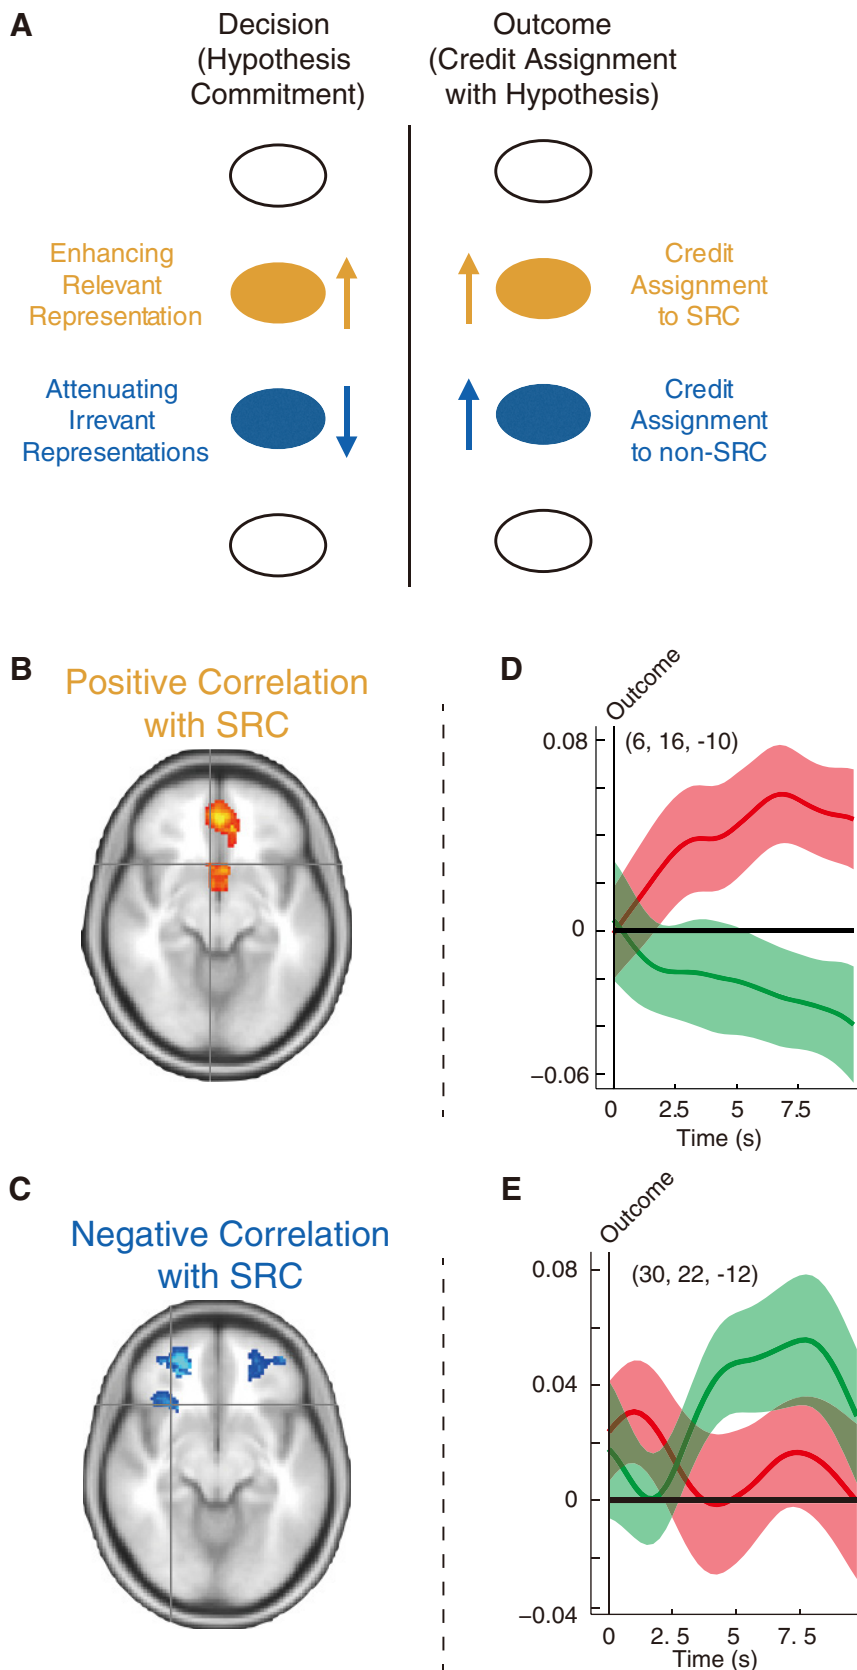 A
Decision
(Hypothesis
Commitment)
Outcome
(Credit Assignment
with Hypothesis)
Enhancing
Relevant
Representation
Credit
Assignment
to SRC
Attenuating
Irrevant
Representations
Credit
Assignment
to non-SRC
B
Positive Correlation
with SRC
D
Outcome
(6, 16, -10)
0.08
0
−0.06
0 2.5 5 7.5
Time (s)
C
Negative Correlation
with SRC
E
Outcome
(30, 22, -12)
0.08
0.04
0
−0.04
0 2. 5 5 7. 5
Time (s)